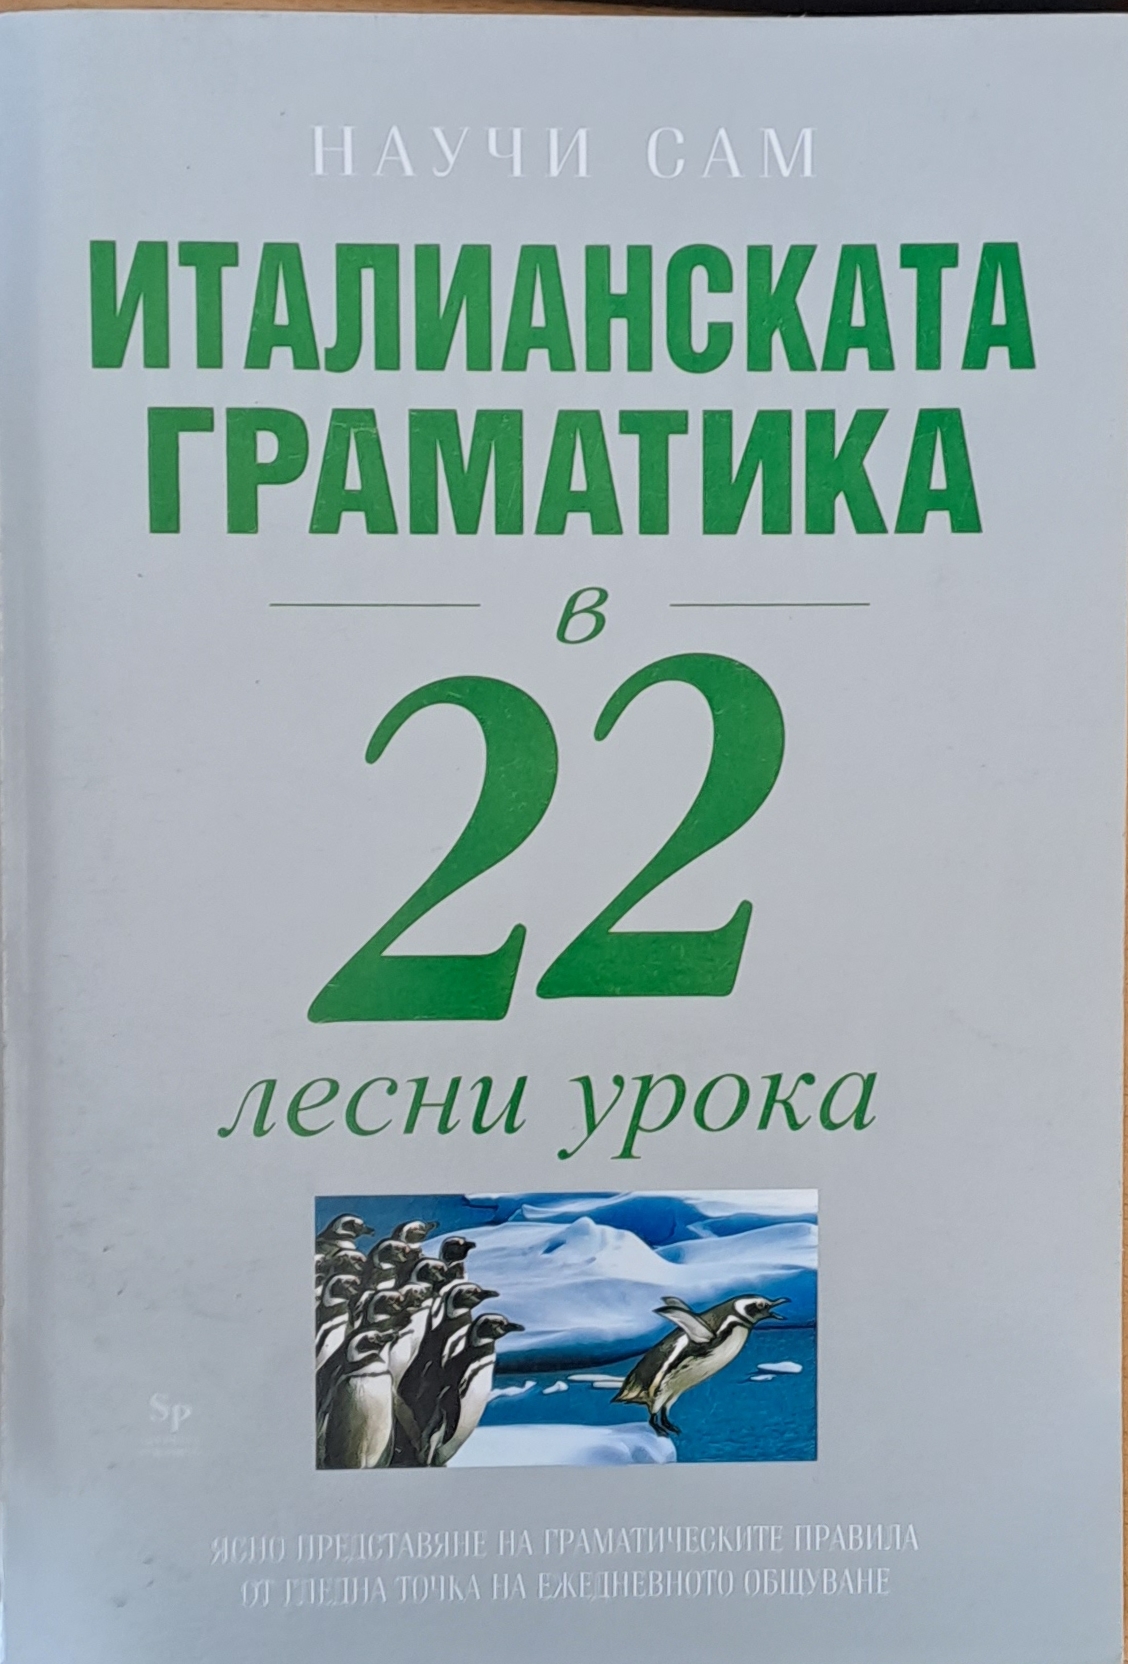 НАУЧИ САМ
ИТАЛИАНСКАТА
ГРАМАТИКА
в
22
лесни урока
Sp
ЯСНО ПРЕДСТАВЯНЕ НА ГРАМАТИЧЕСКИТЕ ПРАВИЛА
ОТ ГЛЕДНА ТОЧКА НА ЕЖЕДНЕВНОТО ОБЩУВАНЕ